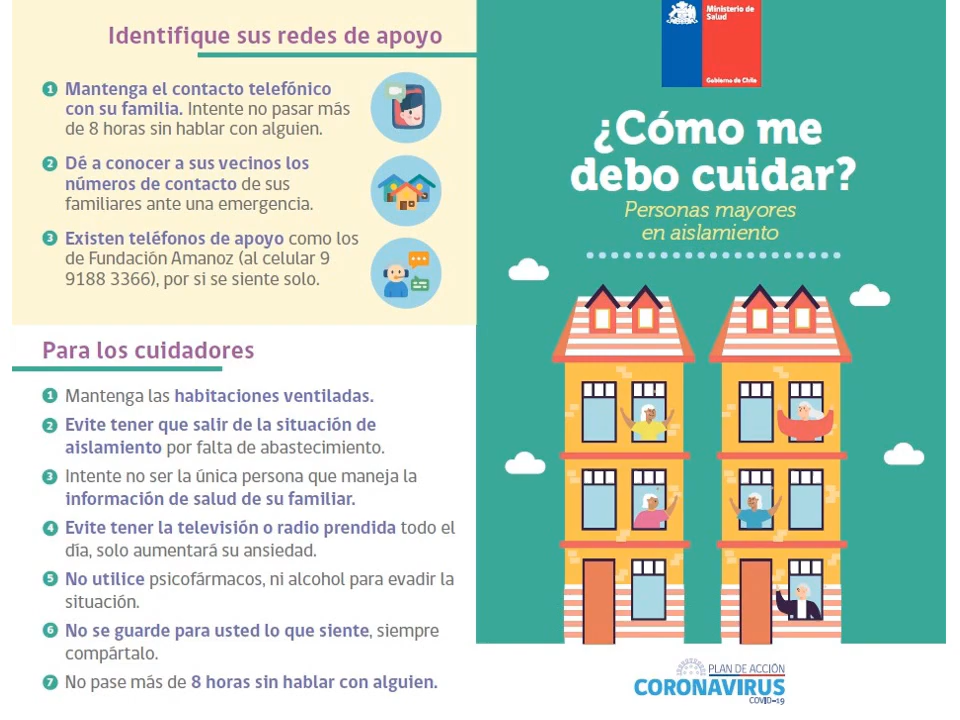 Identifique sus redes de apoyo
1 Mantenga el contacto telefónico
con su familia. Intente no pasar más
de 8 horas sin hablar con alguien.
2 Dé a conocer a sus vecinos los
números de contacto de sus
familiares ante una emergencia.
3 Existen teléfonos de apoyo como los
de Fundación Amanoz (al celular 9
9188 3366), por si se siente solo.
Para los cuidadores
1 Mantenga las habitaciones ventiladas.
2 Evite tener que salir de la situación de
aislamiento por falta de abastecimiento.
3 Intente no ser la única persona que maneja la
información de salud de su familiar.
4 Evite tener la televisión o radio prendida todo el
día, solo aumentará su ansiedad.
5 No utilice psicofármacos, ni alcohol para evadir la
situación.
6 No se guarde para usted lo que siente, siempre
compártalo.
7 No pase más de 8 horas sin hablar con alguien.
Ministerio de
Salud
Gobierno de Chile
¿Cómo me
debo cuidar?
Personas mayores
en aislamiento
PLAN DE ACCIÓN
CORONAVIRUS
COVID-19